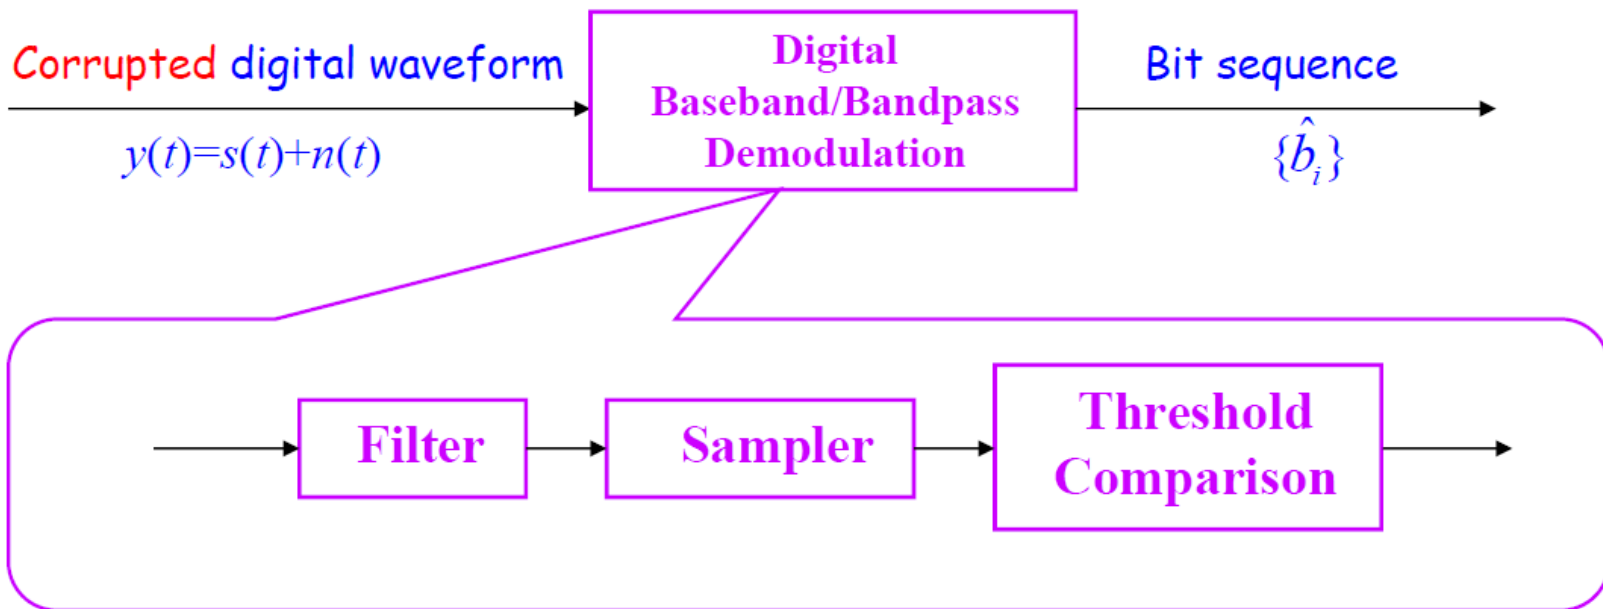 Corrupted digital waveform
y(t)=s(t)+n(t)
Digital
Baseband/Bandpass
Demodulation
Bit sequence
{b̂ᵢ}
Filter
Sampler
Threshold
Comparison